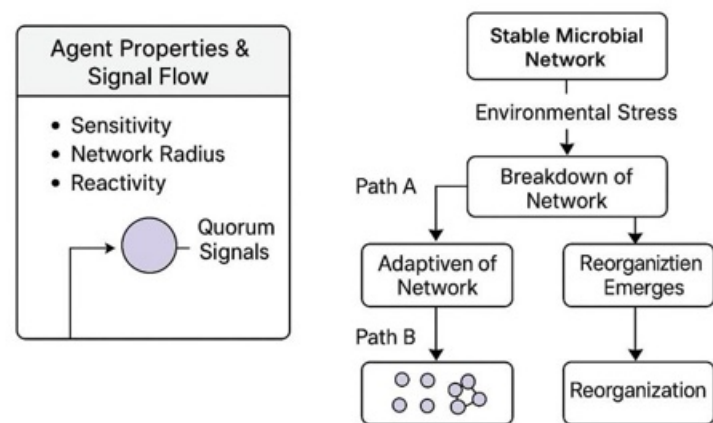 Agent Properties &
Signal Flow
• Sensitivity
• Network Radius
• Reactivity
Quorum
Signals
Stable Microbial
Network
Environmental Stress
Breakdown of
Network
Path A
Adaptiven of
Network
Reorganiztien
Emerges
Path B
Reorganization